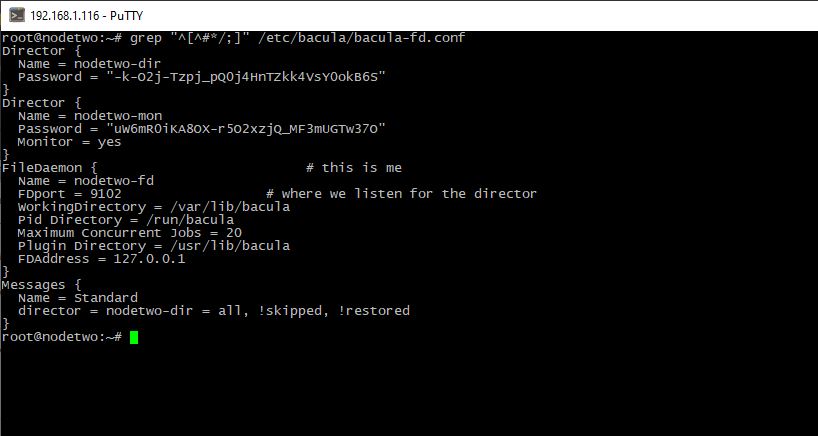 192.168.1.116 - PuTTY
root@nodetwo:~# grep "^[^#*/;]" /etc/bacula/bacula-fd.conf
Director {
  Name = nodetwo-dir
  Password = "-k-O2j-Tzpj_pQ0j4HnTZkk4VsY0okB6S"
}
Director {
  Name = nodetwo-mon
  Password = "uW6mR0iKA8OX-r5O2xzjQ_MF3mUGTw37O"
  Monitor = yes
}
FileDaemon {                          # this is me
  Name = nodetwo-fd
  FDport = 9102                  # where we listen for the director
  WorkingDirectory = /var/lib/bacula
  Pid Directory = /run/bacula
  Maximum Concurrent Jobs = 20
  Plugin Directory = /usr/lib/bacula
  FDAddress = 127.0.0.1
}
Messages {
  Name = Standard
  director = nodetwo-dir = all, !skipped, !restored
}
root@nodetwo:~#